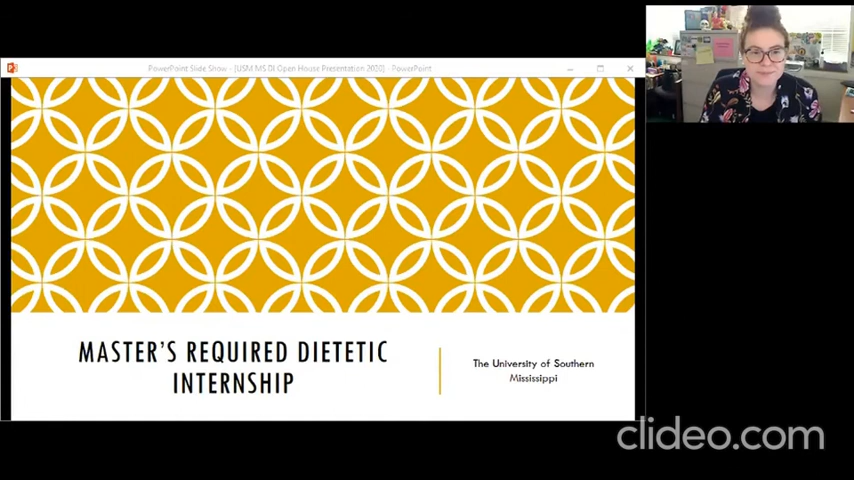 PowerPoint Slide Show - [USM MS DI Open House Presentation 2020] - PowerPoint
MASTER'S REQUIRED DIETETIC
INTERNSHIP
The University of Southern
Mississippi
clideo.com